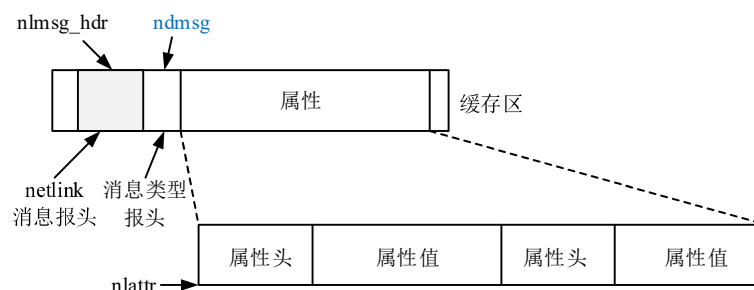 nlmsg_hdr
ndmsg
属性
缓存区
netlink
消息报头
消息类型
报头
属性头
属性值
属性头
属性值
nlattr